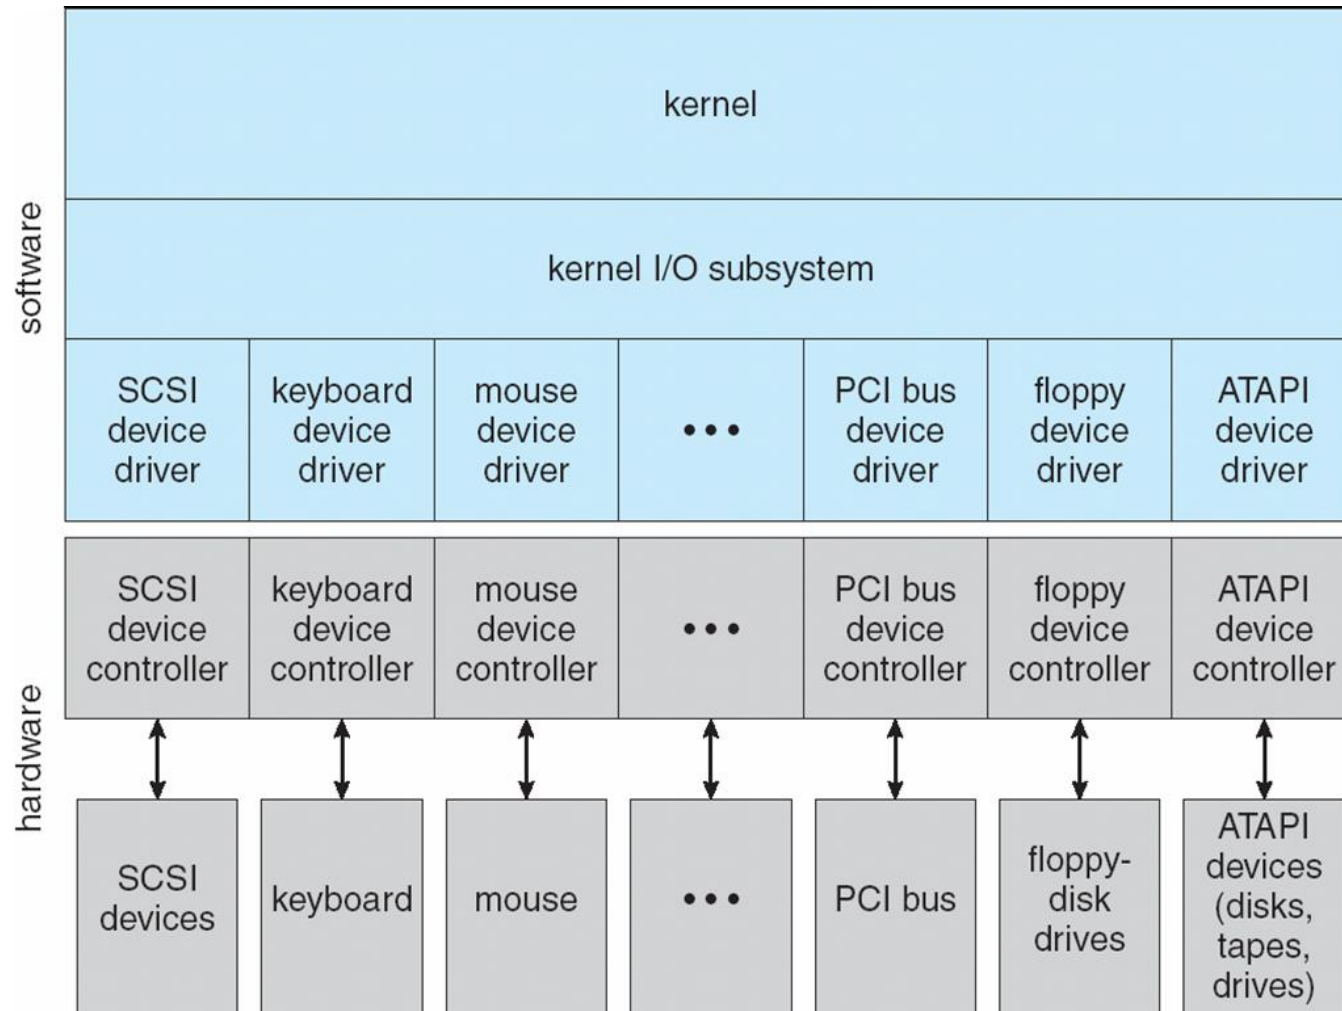 kernel
software
kernel I/O subsystem
SCSI
device
driver
keyboard
device
driver
mouse
device
driver
•••
PCI bus
device
driver
floppy
device
driver
ATAPI
device
driver
hardware
SCSI
device
controller
keyboard
device
controller
mouse
device
controller
•••
PCI bus
device
controller
floppy
device
controller
ATAPI
device
controller
SCSI
devices
keyboard
mouse
•••
PCI bus
floppy-
disk
drives
ATAPI
devices
(disks,
tapes,
drives)